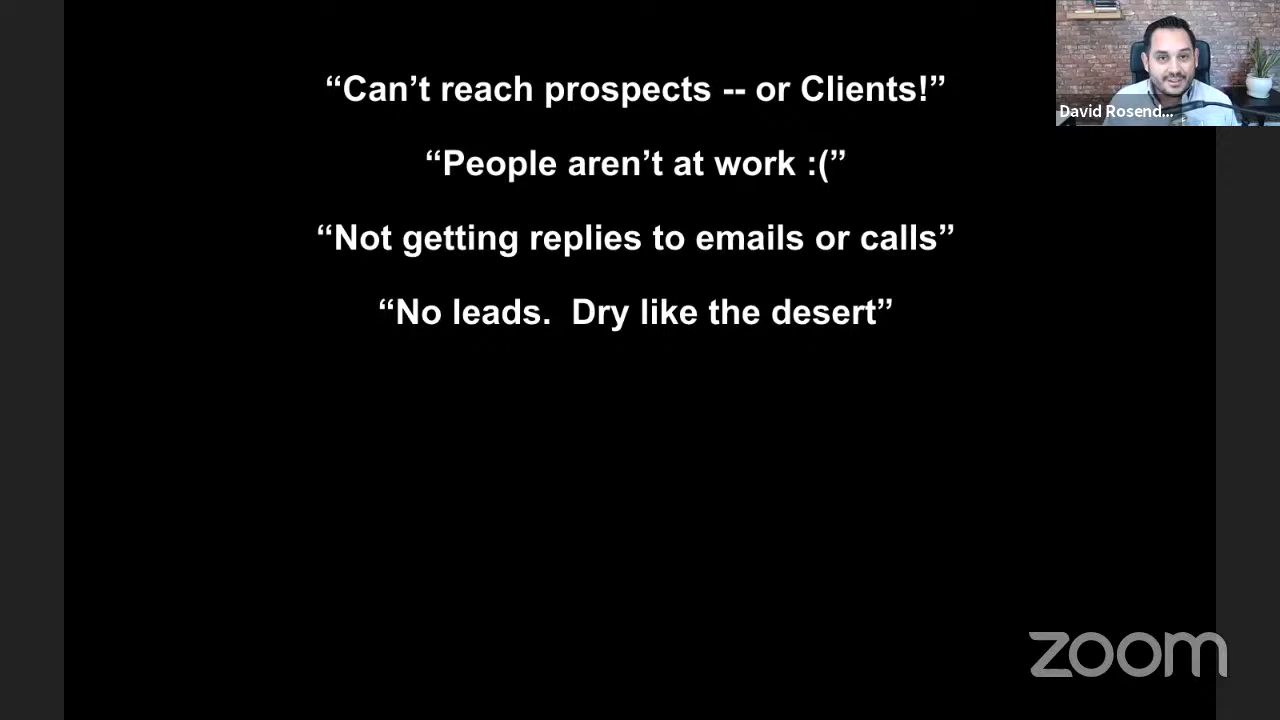 “Can’t reach prospects -- or Clients!”
“People aren’t at work :(”
“Not getting replies to emails or calls”
“No leads.  Dry like the desert”
David Rosend...
zoom